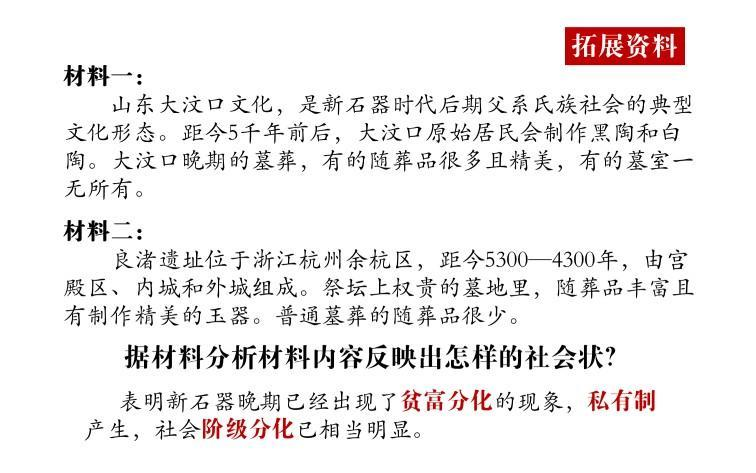 拓展资料
材料一：
山东大汶口文化，是新石器时代后期父系氏族社会的典型
文化形态。距今5千年前后，大汶口原始居民会制作黑陶和白
陶。大汶口晚期的墓葬，有的随葬品很多且精美，有的墓室一
无所有。
材料二：
良渚遗址位于浙江杭州余杭区，距今5300—4300年，由宫
殿区、内城和外城组成。祭坛上权贵的墓地里，随葬品丰富且
有制作精美的玉器。普通墓葬的随葬品很少。
据材料分析材料内容反映出怎样的社会状？
表明新石器晚期已经出现了贫富分化的现象，私有制
产生，社会阶级分化已相当明显。